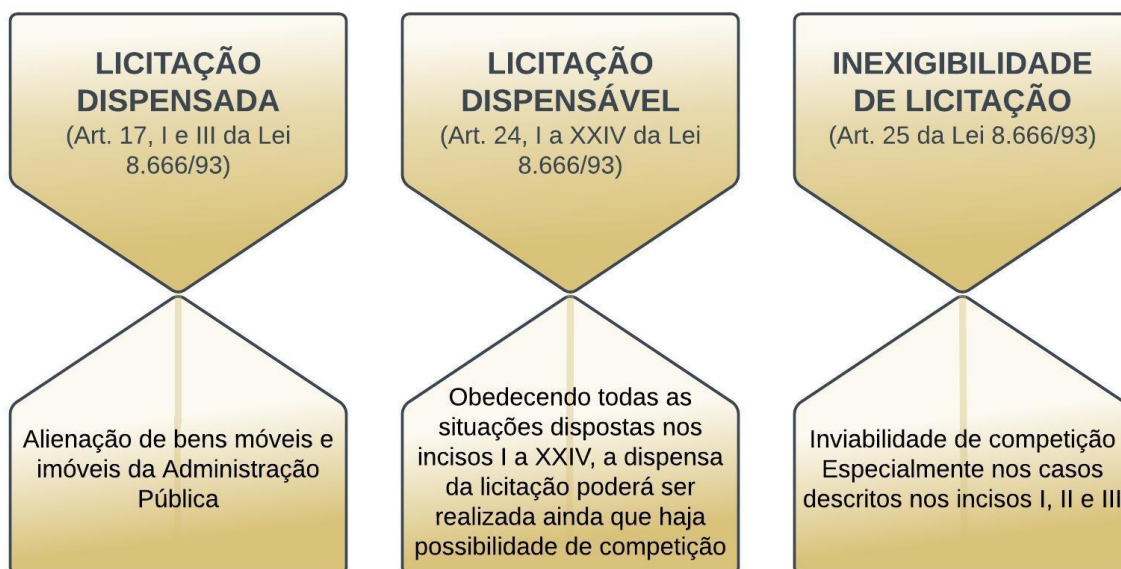 LICITAÇÃO
DISPENSADA
(Art. 17, I e III da Lei
8.666/93)
Alienação de bens móveis e
imóveis da Administração
Pública
LICITAÇÃO
DISPENSÁVEL
(Art. 24, I a XXIV da Lei
8.666/93)
Obedecendo todas as
situações dispostas nos
incisos I a XXIV, a dispensa
da licitação poderá ser
realizada ainda que haja
possibilidade de competição
INEXIGIBILIDADE
DE LICITAÇÃO
(Art. 25 da Lei 8.666/93)
Inviabilidade de competição
Especialmente nos casos
descritos nos incisos I, II e III